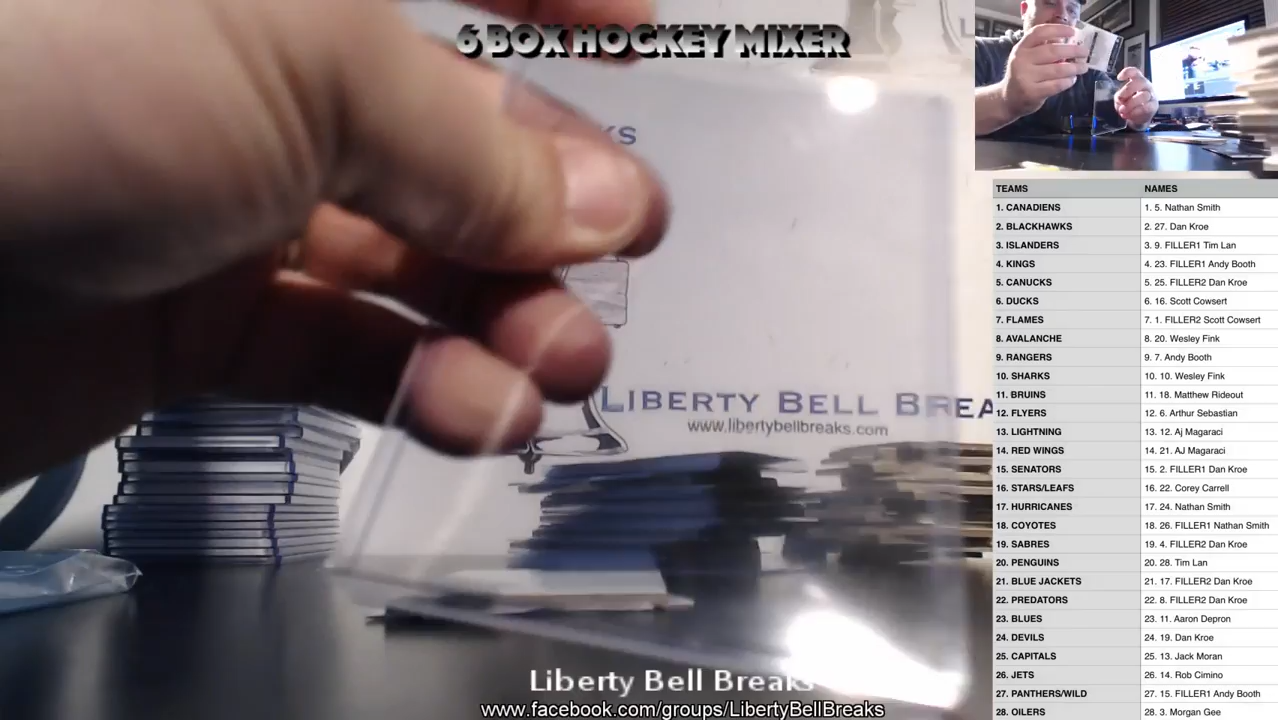 6 BOX HOCKEY MIXER
KS
LIBERTY BELL BREA
www.libertybellbreaks.com
TEAMS NAMES
1. CANADIENS 1. 5. Nathan Smith
2. BLACKHAWKS 2. 27. Dan Kroe
3. ISLANDERS 3. 9. FILLER1 Tim Lan
4. KINGS 4. 23. FILLER1 Andy Booth
5. CANUCKS 5. 25. FILLER2 Dan Kroe
6. DUCKS 6. 16. Scott Cowsert
7. FLAMES 7. 1. FILLER2 Scott Cowsert
8. AVALANCHE 8. 20. Wesley Fink
9. RANGERS 9. 7. Andy Booth
10. SHARKS 10. 10. Wesley Fink
11. BRUINS 11. 18. Matthew Rideout
12. FLYERS 12. 6. Arthur Sebastian
13. LIGHTNING 13. 12. Aj Magaraci
14. RED WINGS 14. 21. AJ Magaraci
15. SENATORS 15. 2. FILLER1 Dan Kroe
16. STARS/LEAFS 16. 22. Corey Carrell
17. HURRICANES 17. 24. Nathan Smith
18. COYOTES 18. 26. FILLER1 Nathan Smith
19. SABRES 19. 4. FILLER2 Dan Kroe
20. PENGUINS 20. 28. Tim Lan
21. BLUE JACKETS 21. 17. FILLER2 Dan Kroe
22. PREDATORS 22. 8. FILLER2 Dan Kroe
23. BLUES 23. 11. Aaron Depron
24. DEVILS 24. 19. Dan Kroe
25. CAPITALS 25. 13. Jack Moran
26. JETS 26. 14. Rob Cimino
27. PANTHERS/WILD 27. 15. FILLER1 Andy Booth
28. OILERS 28. 3. Morgan Gee
Liberty Bell Breaks
www.facebook.com/groups/LibertyBellBreaks